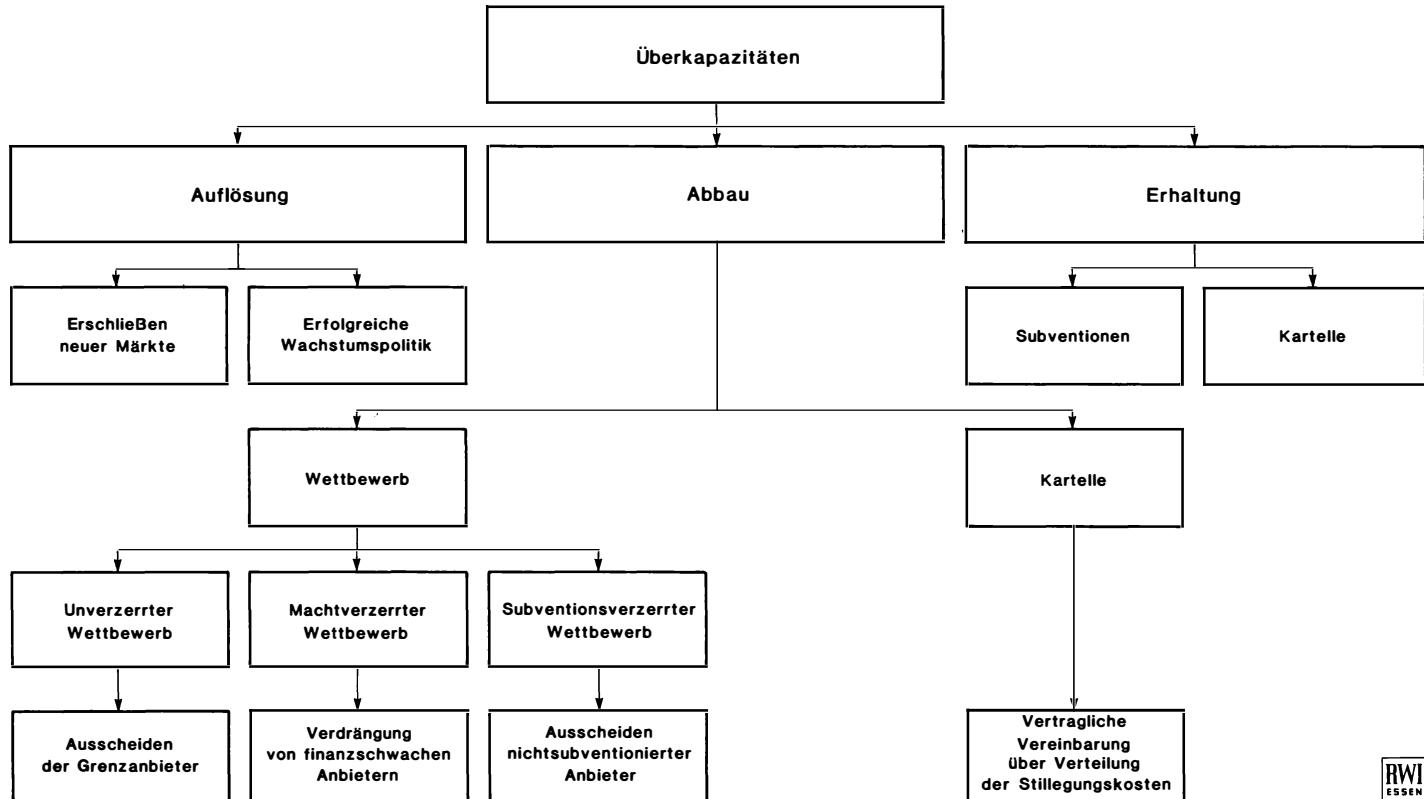 Überkapazitäten
Auflösung
Abbau
Erhaltung
Erschließen
neuer Märkte
Erfolgreiche
Wachstumspolitik
Subventionen
Kartelle
Wettbewerb
Kartelle
Unverzerrter
Wettbewerb
Machtverzerrter
Wettbewerb
Subventionsverzerrter
Wettbewerb
Ausscheiden
der Grenzanbieter
Verdrängung
von finanzschwachen
Anbietern
Ausscheiden
nichtsubventionierter
Anbieter
Vertragliche
Vereinbarung
über Verteilung
der Stillegungskosten
RWI
ESSEN